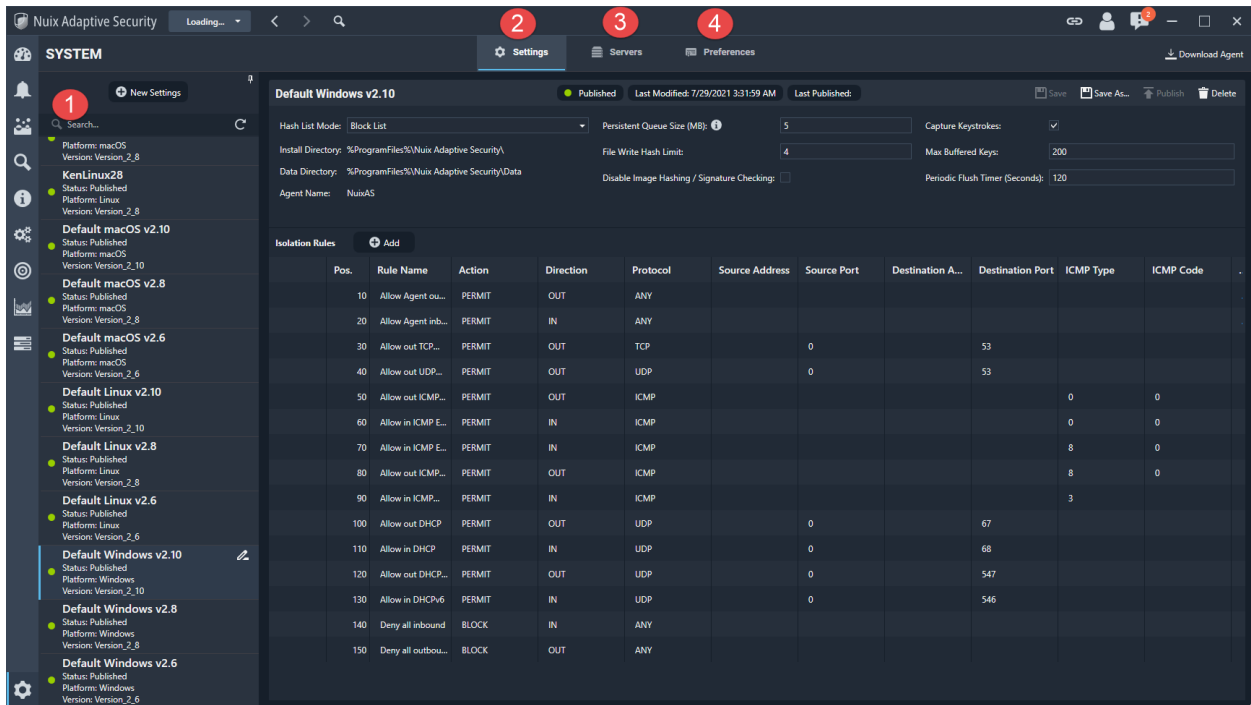 Nuix Adaptive Security Loading...
2 3 4 2
SYSTEM Settings Servers Preferences Download Agent
New Settings
1
Search...
Platform: macOS
Version: Version_2_8
KenLinux28
Status: Published
Platform: Linux
Version: Version_2_8
Default macOS v2.10
Status: Published
Platform: macOS
Version: Version_2_10
Default macOS v2.8
Status: Published
Platform: macOS
Version: Version_2_8
Default macOS v2.6
Status: Published
Platform: macOS
Version: Version_2_6
Default Linux v2.10
Status: Published
Platform: Linux
Version: Version_2_10
Default Linux v2.8
Status: Published
Platform: Linux
Version: Version_2_8
Default Linux v2.6
Status: Published
Platform: Linux
Version: Version_2_6
Default Windows v2.10
Status: Published
Platform: Windows
Version: Version_2_10
Default Windows v2.8
Status: Published
Platform: Windows
Version: Version_2_8
Default Windows v2.6
Status: Published
Platform: Windows
Version: Version_2_6
Default Windows v2.10 Published Last Modified: 7/29/2021 3:31:59 AM Last Published: Save Save As... Publish Delete
Hash List Mode: Block List Persistent Queue Size (MB): 5 Capture Keystrokes:
Install Directory: %ProgramFiles%\Nuix Adaptive Security\ File Write Hash Limit: 4 Max Buffered Keys: 200
Data Directory: %ProgramFiles%\Nuix Adaptive Security\Data Disable Image Hashing / Signature Checking: Periodic Flush Timer (Seconds): 120
Agent Name: NuixAS
Isolation Rules Add
Pos. Rule Name Action Direction Protocol Source Address Source Port Destination A... Destination Port ICMP Type ICMP Code .
10 Allow Agent ou... PERMIT OUT ANY
20 Allow Agent inb... PERMIT IN ANY
30 Allow out TCP... PERMIT OUT TCP 0 53
40 Allow out UDP... PERMIT OUT UDP 0 53
50 Allow out ICMP... PERMIT OUT ICMP 0 0
60 Allow in ICMP E... PERMIT IN ICMP 0 0
70 Allow in ICMP E... PERMIT IN ICMP 8 0
80 Allow out ICMP... PERMIT OUT ICMP 8 0
90 Allow in ICMP... PERMIT IN ICMP 3
100 Allow out DHCP PERMIT OUT UDP 0 67
110 Allow in DHCP PERMIT IN UDP 0 68
120 Allow out DHCP... PERMIT OUT UDP 0 547
130 Allow in DHCPv6 PERMIT IN UDP 0 546
140 Deny all inbound BLOCK IN ANY
150 Deny all outbou... BLOCK OUT ANY